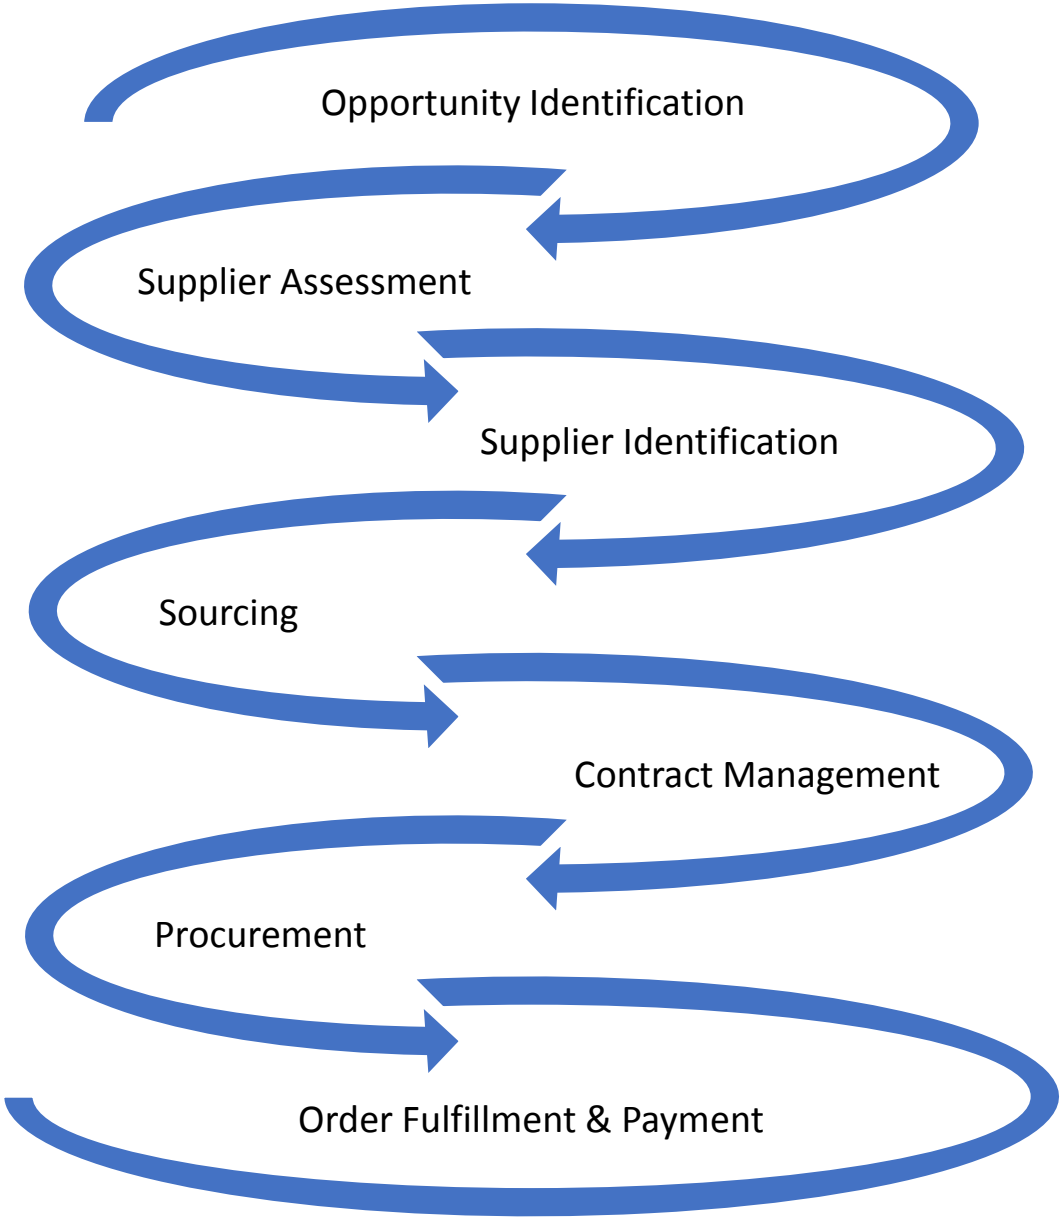 Opportunity Identification
Supplier Assessment
Supplier Identification
Sourcing
Contract Management
Procurement
Order Fulfillment & Payment